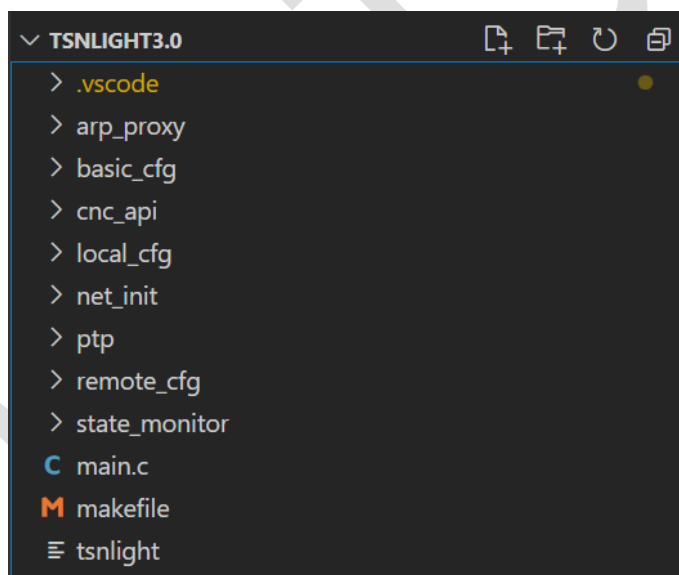 TSNLIGHT3.0
.vscode
arp_proxy
basic_cfg
cnc_api
local_cfg
net_init
ptp
remote_cfg
state_monitor
C main.c
M makefile
tsnlight